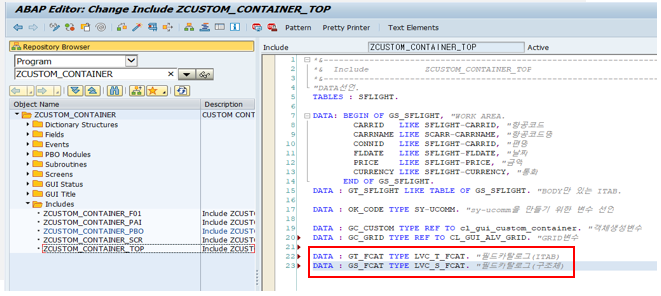 ABAP Editor: Change Include ZCUSTOM_CONTAINER_TOP
Pattern Pretty Printer Text Elements
Repository Browser
Program
ZCUSTOM_CONTAINER
Object Name Description
ZCUSTOM_CONTAINER CUSTOM CONT
Dictionary Structures
Fields
Events
PBO Modules
Subroutines
Screens
GUI Status
GUI Title
Includes
ZCUSTOM_CONTAINER_F01 Include ZCUST
ZCUSTOM_CONTAINER_PAI Include ZCUST
ZCUSTOM_CONTAINER_PBO Include ZCUST
ZCUSTOM_CONTAINER_SCR Include ZCUST
ZCUSTOM_CONTAINER_TOP Include ZCUST
Include ZCUSTOM_CONTAINER_TOP Active
1 *&---------------------------------------------------------------------
2 *& Include ZCUSTOM_CONTAINER_TOP
3 *&---------------------------------------------------------------------
4 "DATA선언.
5 TABLES : SFLIGHT.
6
7 DATA: BEGIN OF GS_SFLIGHT, "WORK AREA.
8 CARRID LIKE SFLIGHT-CARRID, "항공코드
9 CARRNAME LIKE SCARR-CARRNAME, "항공코드명
10 CONNID LIKE SFLIGHT-CARRID, "편명
11 FLDATE LIKE SFLIGHT-FLDATE, "날짜
12 PRICE LIKE SFLIGHT-PRICE, "금액
13 CURRENCY LIKE SFLIGHT-CURRENCY, "통화
14 END OF GS_SFLIGHT.
15 DATA : GT_SFLIGHT LIKE TABLE OF GS_SFLIGHT. "BODY만 있는 ITAB.
16
17 DATA : OK_CODE TYPE SY-UCOMM. "sy-ucomm을 만들기 위한 변수 선언
18
19 DATA : GC_CUSTOM TYPE REF TO cl_gui_custom_container. "객체생성변수
20 DATA : GC_GRID TYPE REF TO CL_GUI_ALV_GRID. "GRID변수
21
22 DATA : GT_FCAT TYPE LVC_T_FCAT. "필드카탈로그(ITAB)
23 DATA : GS_FCAT TYPE LVC_S_FCAT. "필드카탈로그(구조체)